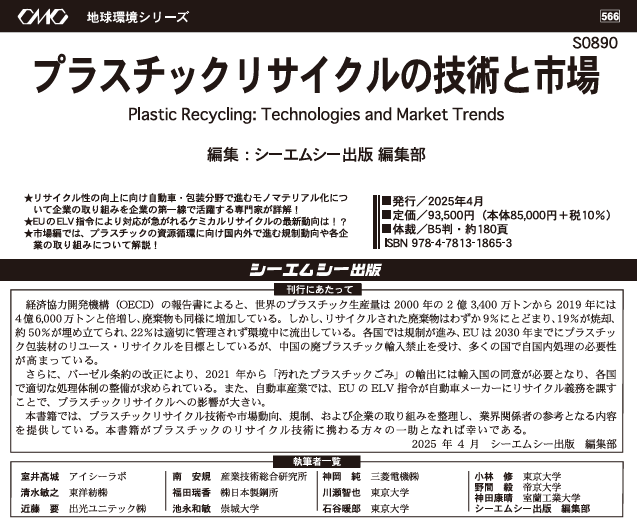 CMC 地球環境シリーズ 566
S0890
プラスチックリサイクルの技術と市場
Plastic Recycling: Technologies and Market Trends
編集：シーエムシー出版 編集部
★リサイクル性の向上に向け自動車・包装分野で進むモノマテリアル化につ
いて企業の取り組みを企業の第一線で活躍する専門家が詳解！
★EUのELV指令により対応が急がれるケミカルリサイクルの最新動向は！？
★市場編では、プラスチックの資源循環に向け国内外で進む規制動向や各企
業の取り組みについて解説！
■発行／2025年4月
■定価／93,500円（本体85,000円＋税10％）
■体裁／B5判・約180頁
ISBN 978-4-7813-1865-3
シーエムシー出版
刊行にあたって
経済協力開発機構（OECD）の報告書によると、世界のプラスチック生産量は 2000 年の 2 億 3,400 万トンから 2019 年には
4 億 6,000 万トンと倍増し、廃棄物も同様に増加している。しかし、リサイクルされた廃棄物はわずか 9％にとどまり、19％が焼却、
約 50％が埋め立てられ、22％は適切に管理されず環境中に流出している。各国では規制が進み、EU は 2030 年までにプラスチッ
ク包装材のリユース・リサイクルを目標としているが、中国の廃プラスチック輸入禁止を受け、多くの国で自国内処理の必要性
が高まっている。
さらに、バーゼル条約の改正により、2021 年から「汚れたプラスチックごみ」の輸出には輸入国の同意が必要となり、各国
で適切な処理体制の整備が求められている。また、自動車産業では、EU の ELV 指令が自動車メーカーにリサイクル義務を課す
ことで、プラスチックリサイクルへの影響が大きい。
本書籍では、プラスチックリサイクル技術や市場動向、規制、および企業の取り組みを整理し、業界関係者の参考となる内容
を提供している。本書籍がプラスチックのリサイクル技術に携わる方々の一助となれば幸いである。
2025 年 4 月　シーエムシー出版　編集部
執筆者一覧
室井髙城　アイシーラボ
清水敏之　東洋紡㈱
近藤　要　出光ユニテック㈱
南　安規　産業技術総合研究所
福田瑞香　㈱日本製鋼所
池永和敏　崇城大学
神岡　純　三菱電機㈱
川瀬智也　東京大学
石谷暖郎　東京大学
小林　修　東京大学
野間　毅　帝京大学
神田康晴　室蘭工業大学
シーエムシー出版　編集部